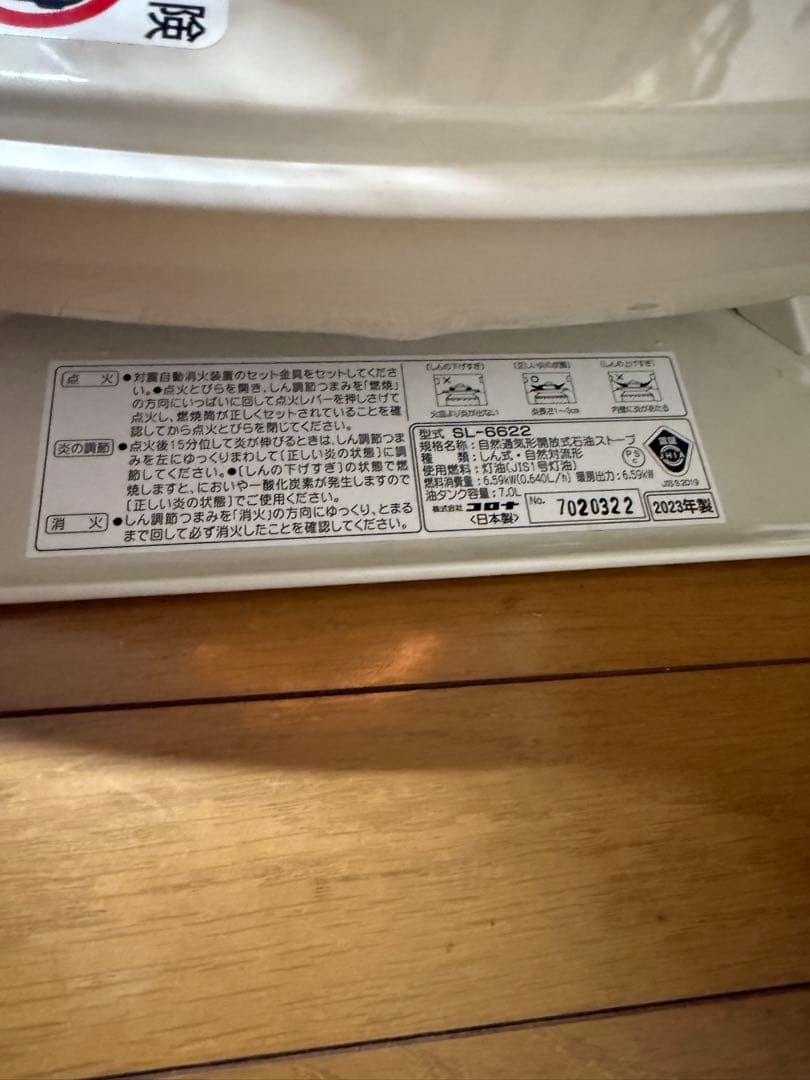 険
点火 ●対震自動消火装置のセット金具をセットしてくださ
い。●点火とびらを開き、しん調節つまみを「燃焼」
の方向にいっぱいに回して点火レバーを押しさげて
点火し、燃焼筒が正しくセットされていることを確
認してから点火とびらを閉じてください。
炎の調節 ●点火後15分位して炎が伸びるときは、しん調節つま
みを左にゆっくりまわして[正しい炎の状態]に調
節してください。●[しんの下げすぎ]の状態で燃
焼しますと、においや一酸化炭素が発生しますので
[正しい炎の状態]でご使用ください。
消火 ●しん調節つまみを「消火」の方向にゆっくり、とまる
まで回して必ず消火したことを確認してください。
[しんの下げすぎ]
[正しい炎の状態]
[しんの上げすぎ]
火皿より炎が出ない
炎長さ1〜3cm
内筒に炎があたる
型式 SL-6622
規格名称:自然通気形開放式石油ストーブ
種類:しん式・自然対流形
使用燃料:灯油(JIS1号灯油)
燃料消費量:6.59kW(0.640L/h) 暖房出力:6.59kW
油タンク容量:7.0L
株式会社 コロナ
〈日本製〉
No. 7020322
2023年製
PS
C
JHIA